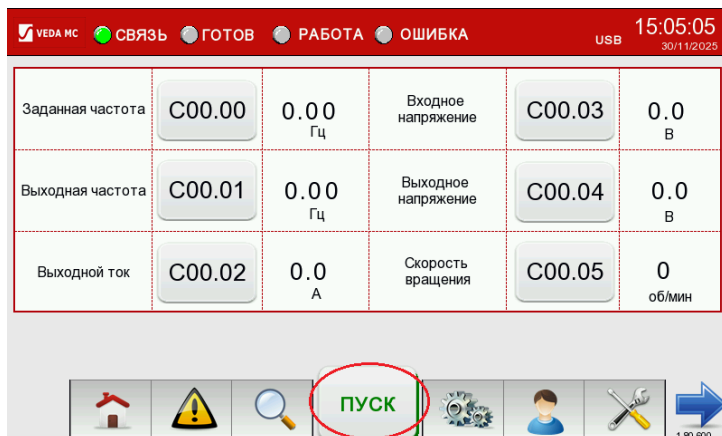 VEDA MC СВЯЗЬ ГОТОВ РАБОТА ОШИБКА USB 15:05:05
30/11/2025
Заданная частота C00.00 0.00 Гц
Входное напряжение C00.03 0.0 В
Выходная частота C00.01 0.00 Гц
Выходное напряжение C00.04 0.0 В
Выходной ток C00.02 0.0 А
Скорость вращения C00.05 0 об/мин
ПУСК